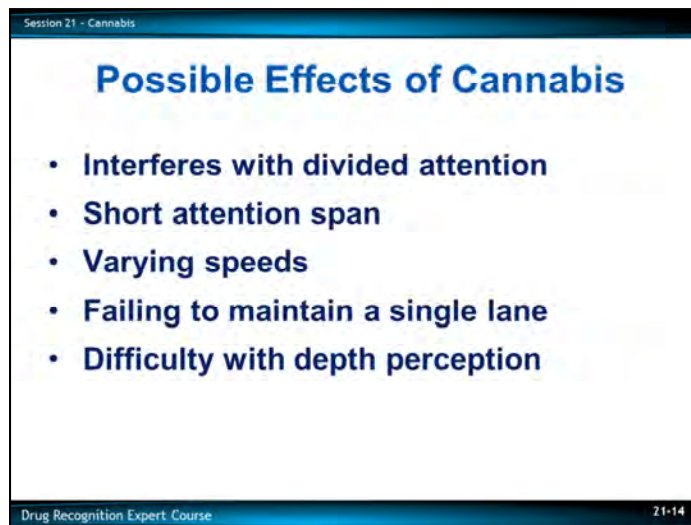 Session 21 - Cannabis
Possible Effects of Cannabis
• Interferes with divided attention
• Short attention span
• Varying speeds
• Failing to maintain a single lane
• Difficulty with depth perception
Drug Recognition Expert Course
21-14